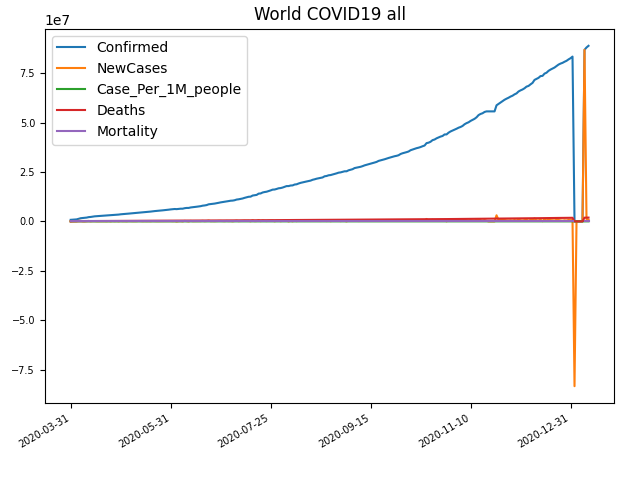 World COVID19 all
1e7
Confirmed
NewCases
Case_Per_1M_people
Deaths
Mortality
7.5
5.0
2.5
0.0
−2.5
−5.0
−7.5
2020-03-31
2020-05-31
2020-07-25
2020-09-15
2020-11-10
2020-12-31